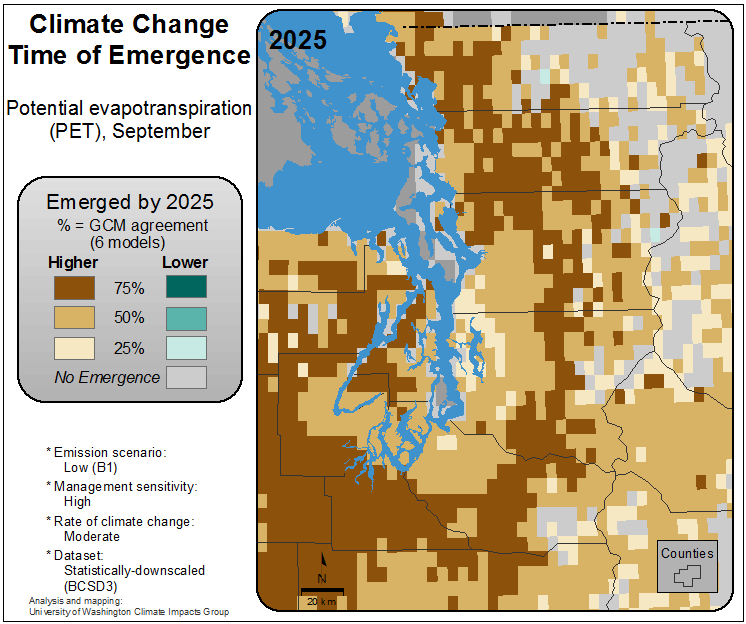 Climate Change
Time of Emergence
Potential evapotranspiration
(PET), September
Emerged by 2025
% = GCM agreement
(6 models)
Higher Lower
75%
50%
25%
No Emergence
* Emission scenario:
Low (B1)
* Management sensitivity:
High
* Rate of climate change:
Moderate
* Dataset:
Statistically-downscaled
(BCSD3)
Analysis and mapping:
University of Washington Climate Impacts Group
2025
N
20 km
Counties